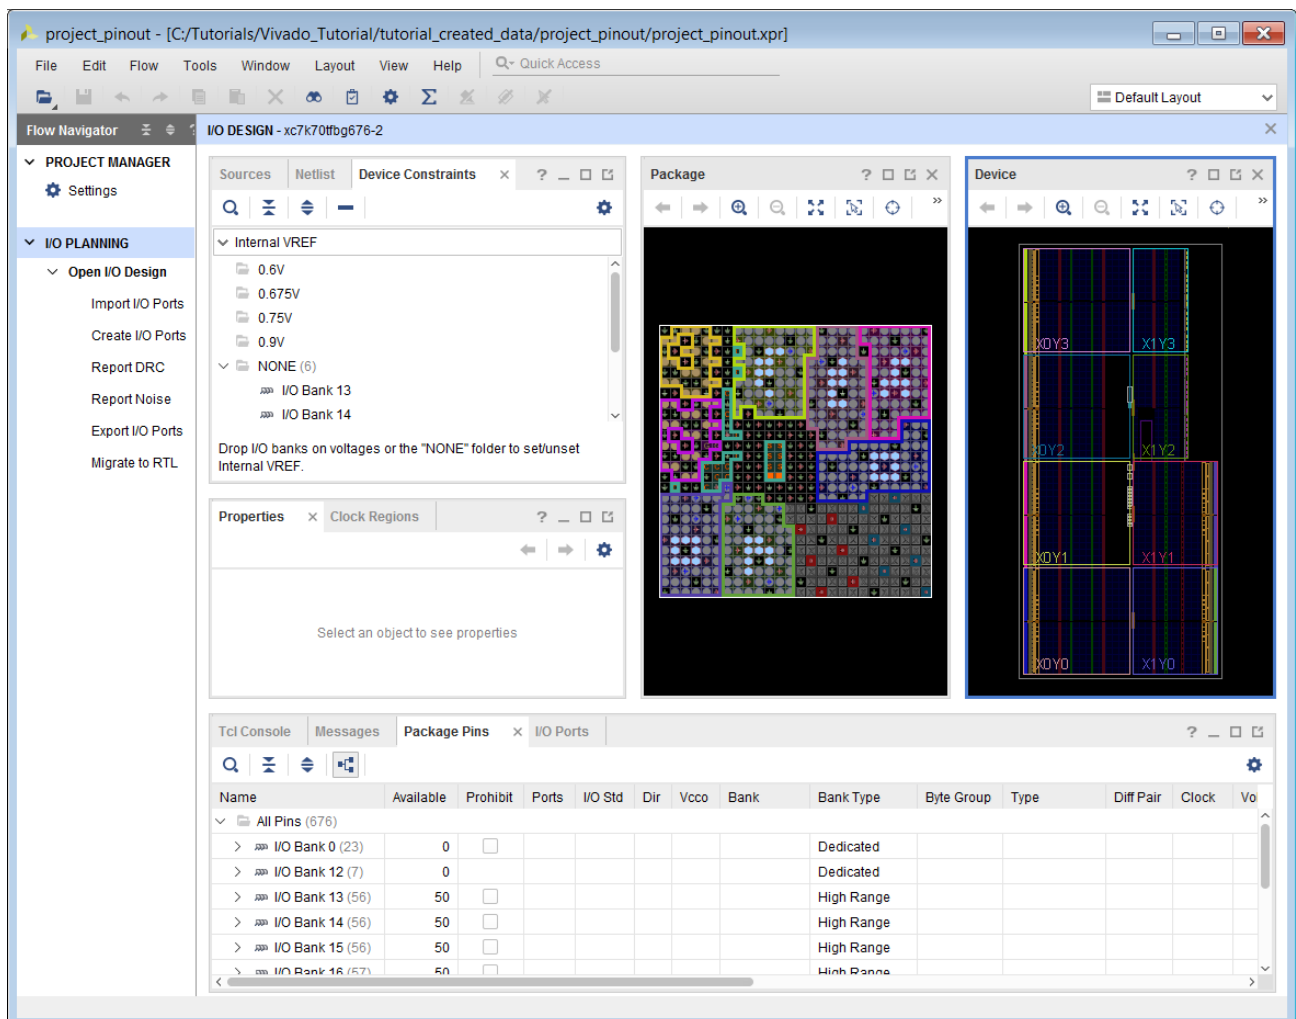 project_pinout - [C:/Tutorials/Vivado_Tutorial/tutorial_created_data/project_pinout/project_pinout.xpr]
File Edit Flow Tools Window Layout View Help Quick Access
Default Layout
Flow Navigator
I/O DESIGN - xc7k70tfbg676-2
PROJECT MANAGER
Settings
I/O PLANNING
Open I/O Design
Import I/O Ports
Create I/O Ports
Report DRC
Report Noise
Export I/O Ports
Migrate to RTL
Sources Netlist Device Constraints
Internal VREF
0.6V
0.675V
0.75V
0.9V
NONE (6)
I/O Bank 13
I/O Bank 14
Drop I/O banks on voltages or the "NONE" folder to set/unset
Internal VREF.
Properties Clock Regions
Select an object to see properties
Package
Device
X0Y3 X1Y3
X0Y2 X1Y2
X0Y1 X1Y1
X0Y0 X1Y0
Tcl Console Messages Package Pins I/O Ports
Name Available Prohibit Ports I/O Std Dir Vcco Bank Bank Type Byte Group Type Diff Pair Clock Vo
All Pins (676)
I/O Bank 0 (23) 0 Dedicated
I/O Bank 12 (7) 0 Dedicated
I/O Bank 13 (56) 50 High Range
I/O Bank 14 (56) 50 High Range
I/O Bank 15 (56) 50 High Range
I/O Bank 16 (57) 50 High Range